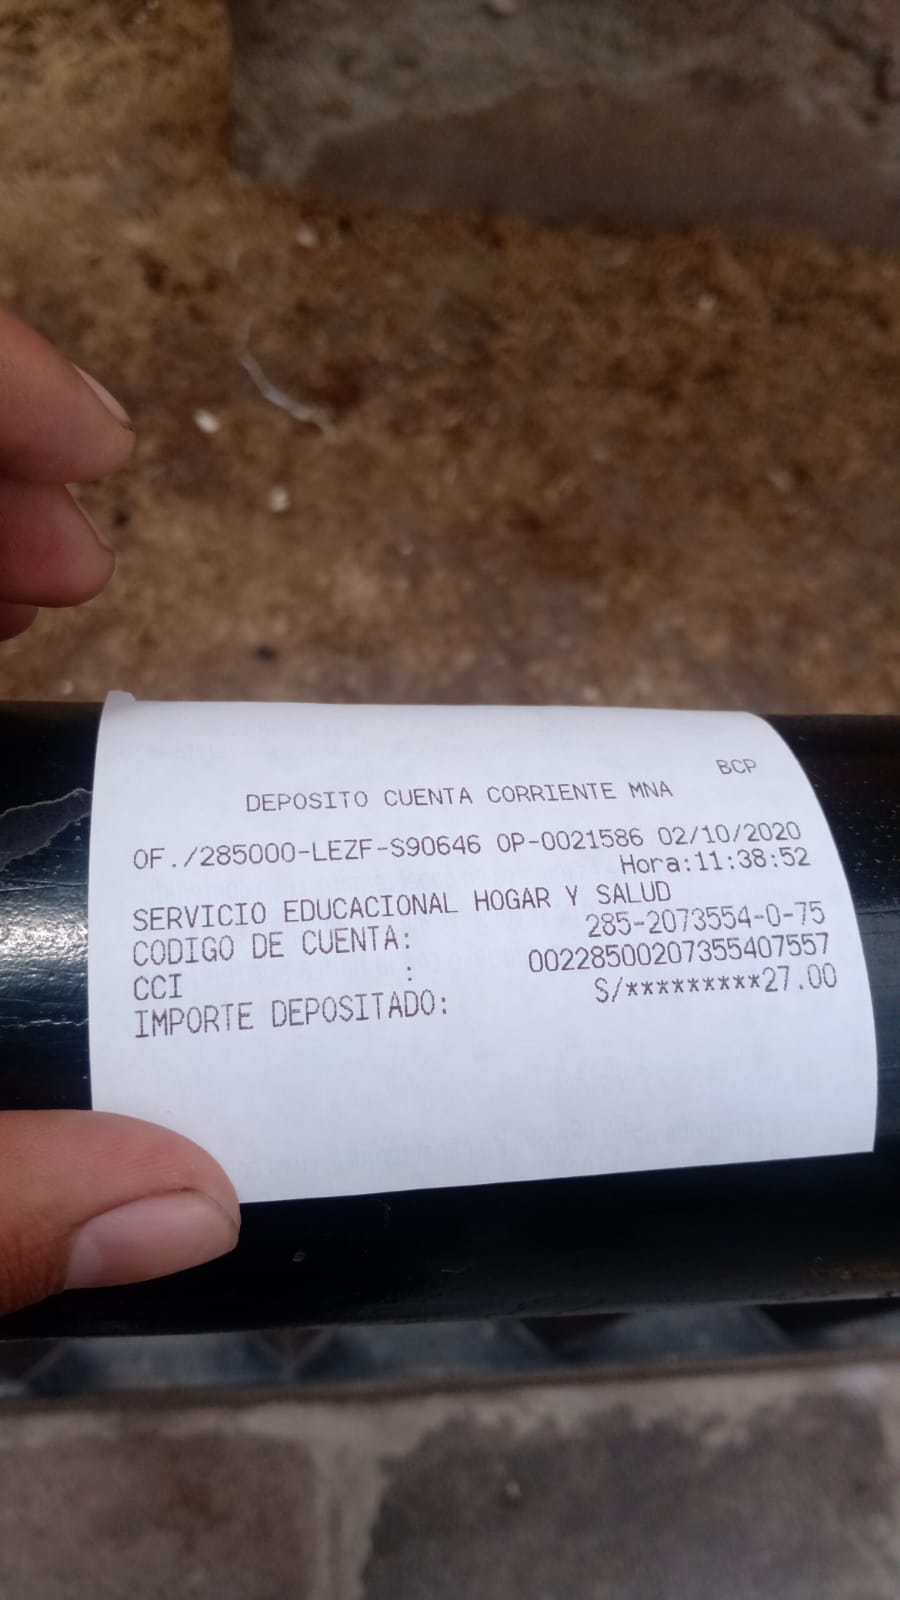 BCP
DEPOSITO CUENTA CORRIENTE MNA
OF./285000-LEZF-S90646 OP-0021586 02/10/2020
Hora:11:38:52
SERVICIO EDUCACIONAL HOGAR Y SALUD
CODIGO DE CUENTA: 285-2073554-0-75
CCI : 00228500207355407557
IMPORTE DEPOSITADO: S/*********27.00